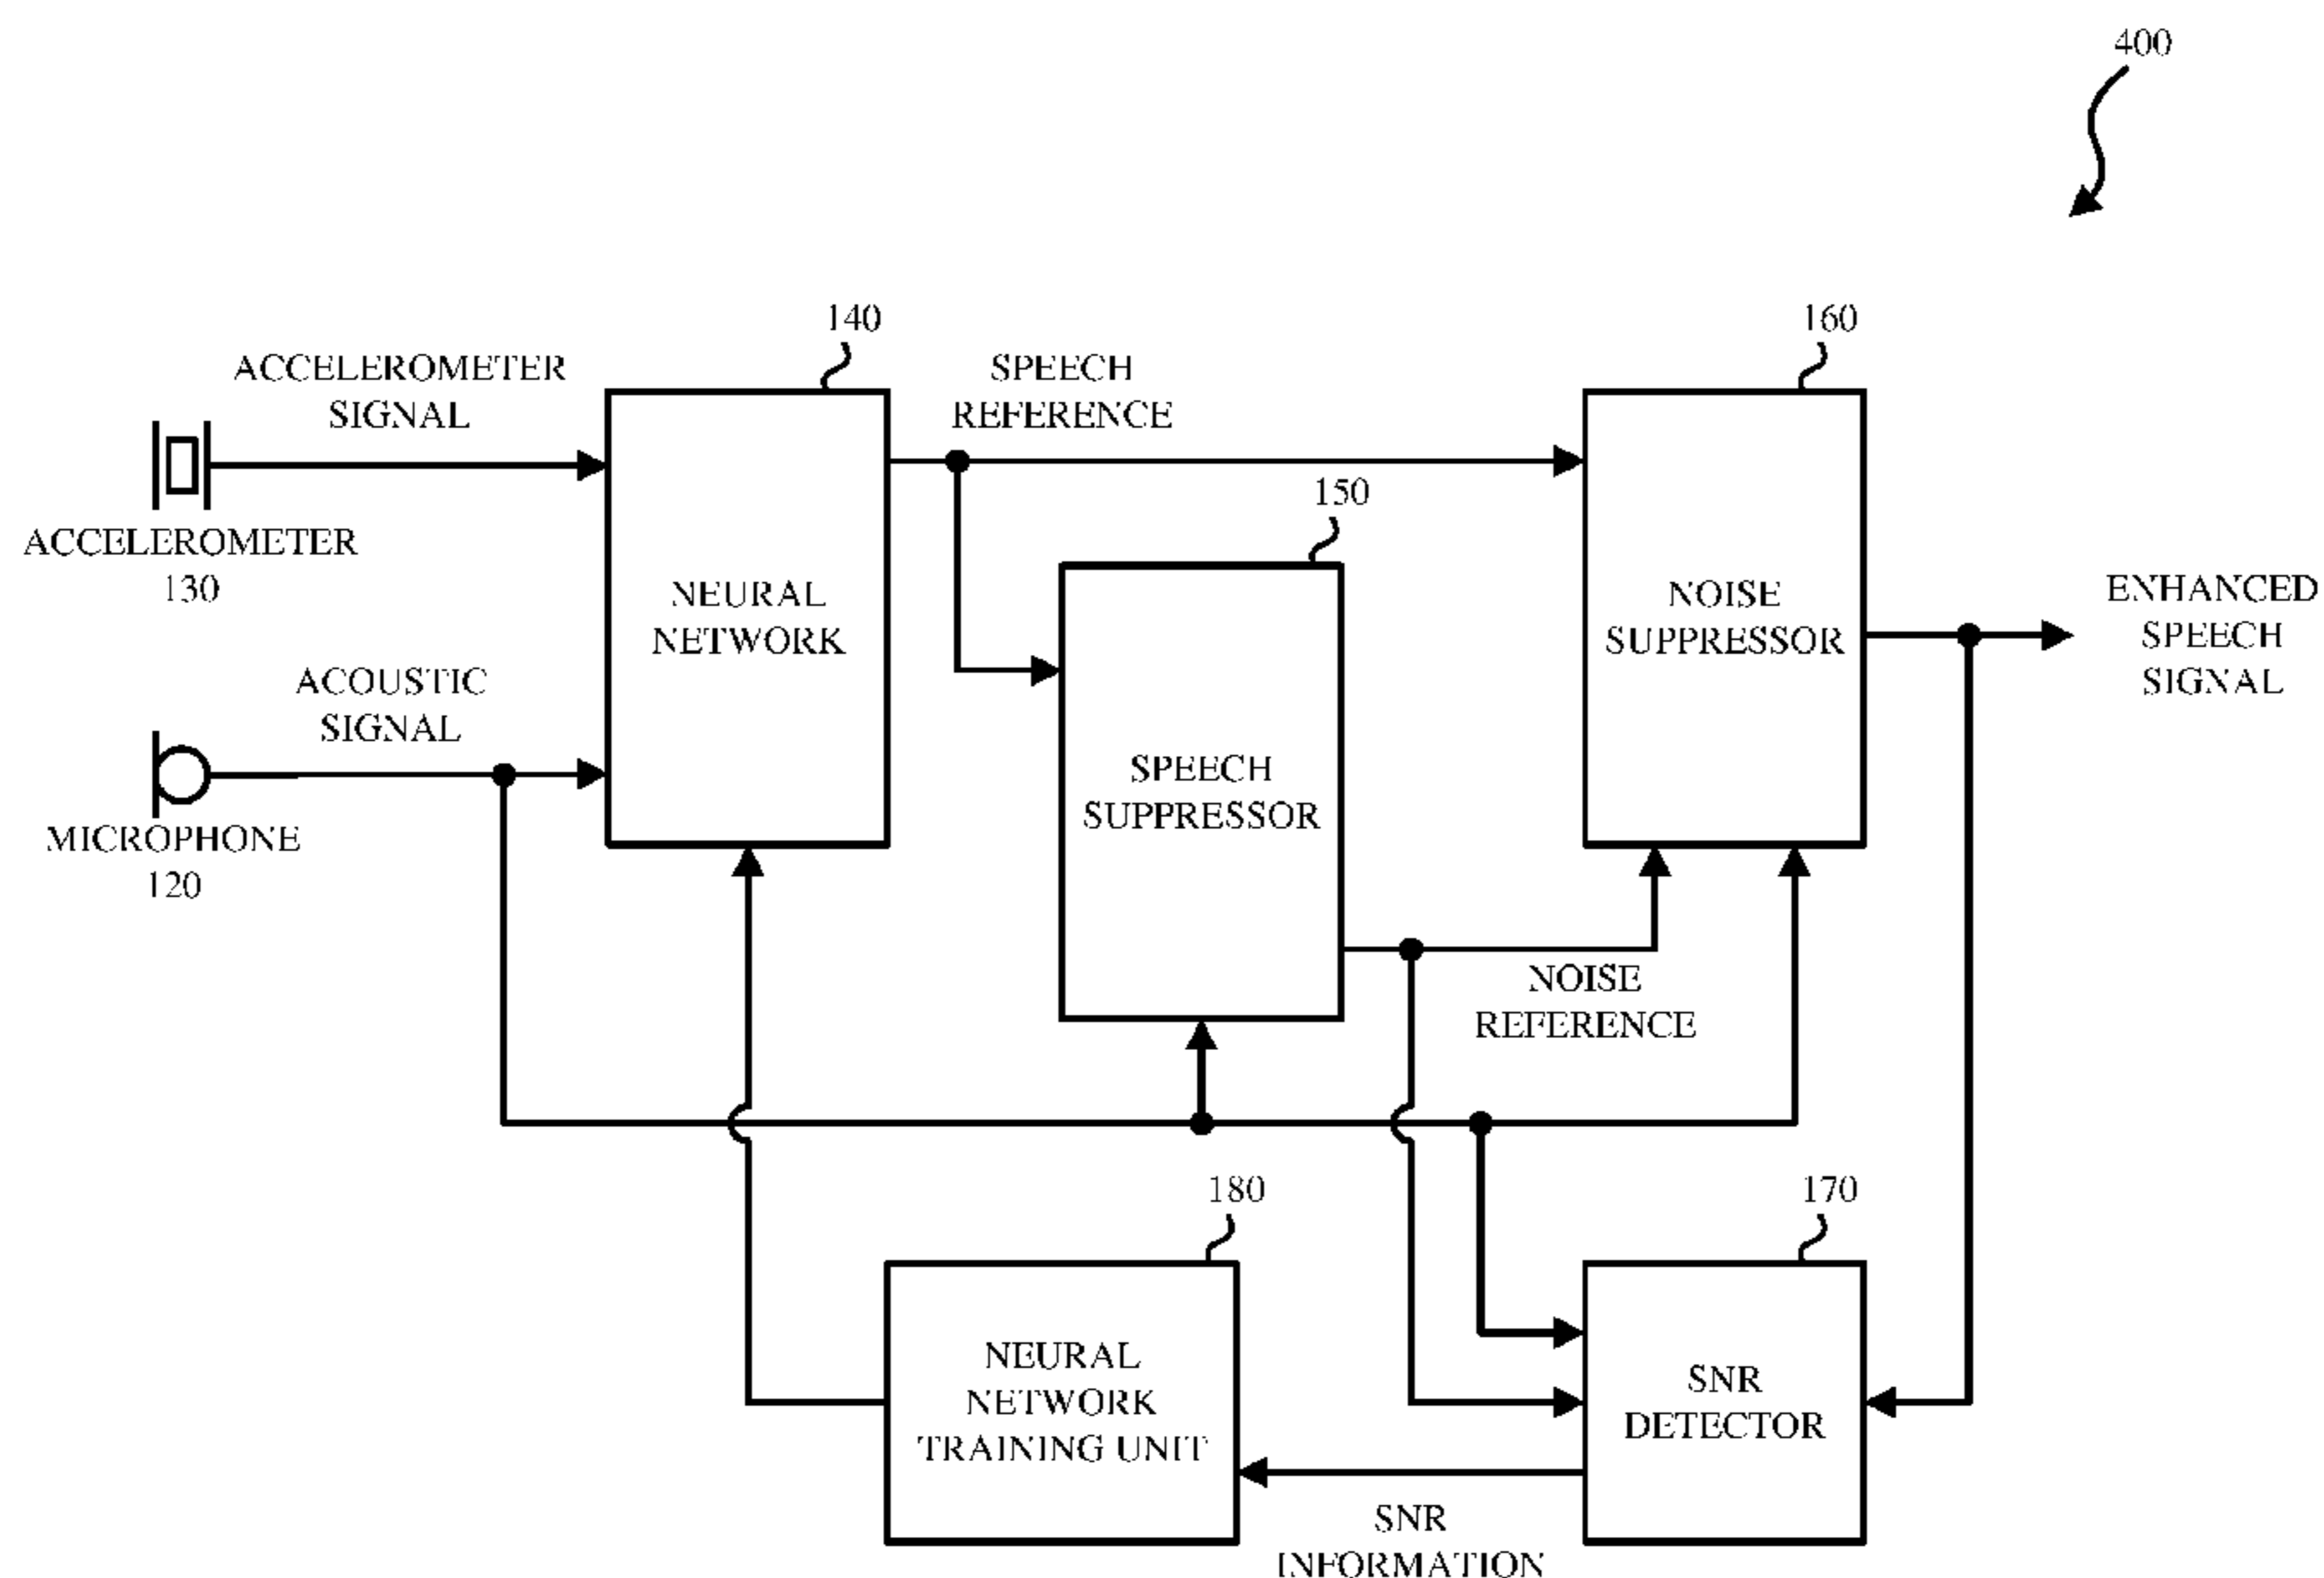 400
140
160
ACCELEROMETER
SIGNAL
SPEECH
REFERENCE
150
ACCELEROMETER
130
NEURAL
NETWORK
NOISE
SUPPRESSOR
ENHANCED
SPEECH
SIGNAL
ACOUSTIC
SIGNAL
SPEECH
SUPPRESSOR
MICROPHONE
120
NOISE
REFERENCE
180
170
NEURAL
NETWORK
TRAINING UNIT
SNR
DETECTOR
SNR
INFORMATION